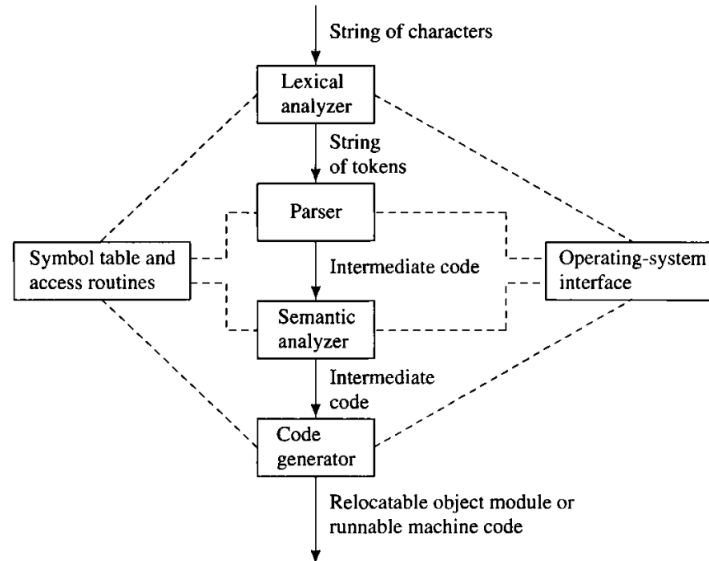 String of characters
Lexical
analyzer
String
of tokens
Parser
Symbol table and
access routines
Operating-system
interface
Intermediate code
Semantic
analyzer
Intermediate
code
Code
generator
Relocatable object module or
runnable machine code